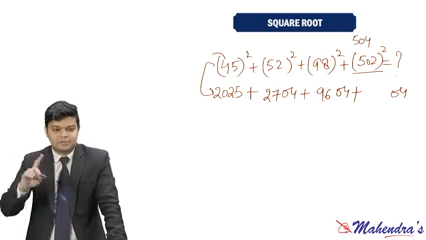 SQUARE ROOT
504
(45)² + (52)² + (98)² + (502)² = ?
2025 + 2704 + 9604 + 04
Mahendra's